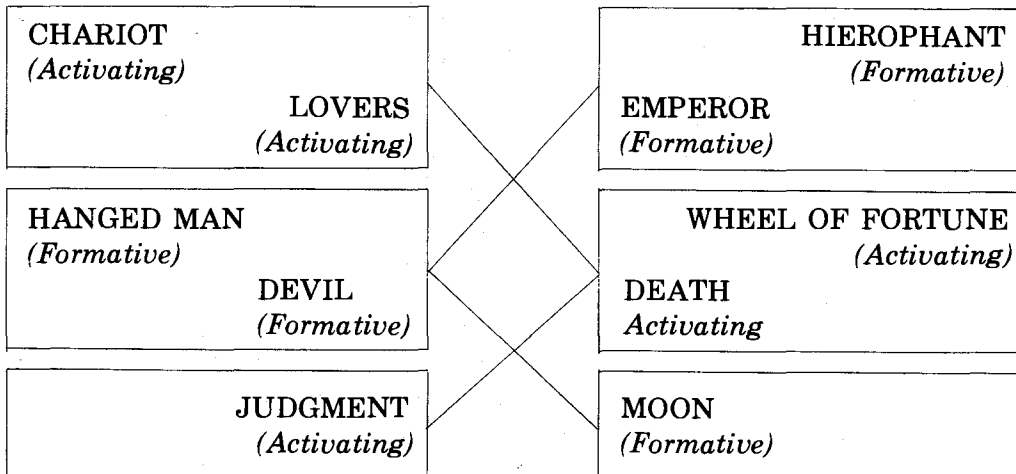 CHARIOT
(Activating)
LOVERS
(Activating)
HIEROPHANT
(Formative)
EMPEROR
(Formative)
HANGED MAN
(Formative)
DEVIL
(Formative)
WHEEL OF FORTUNE
(Activating)
DEATH
Activating
JUDGMENT
(Activating)
MOON
(Formative)